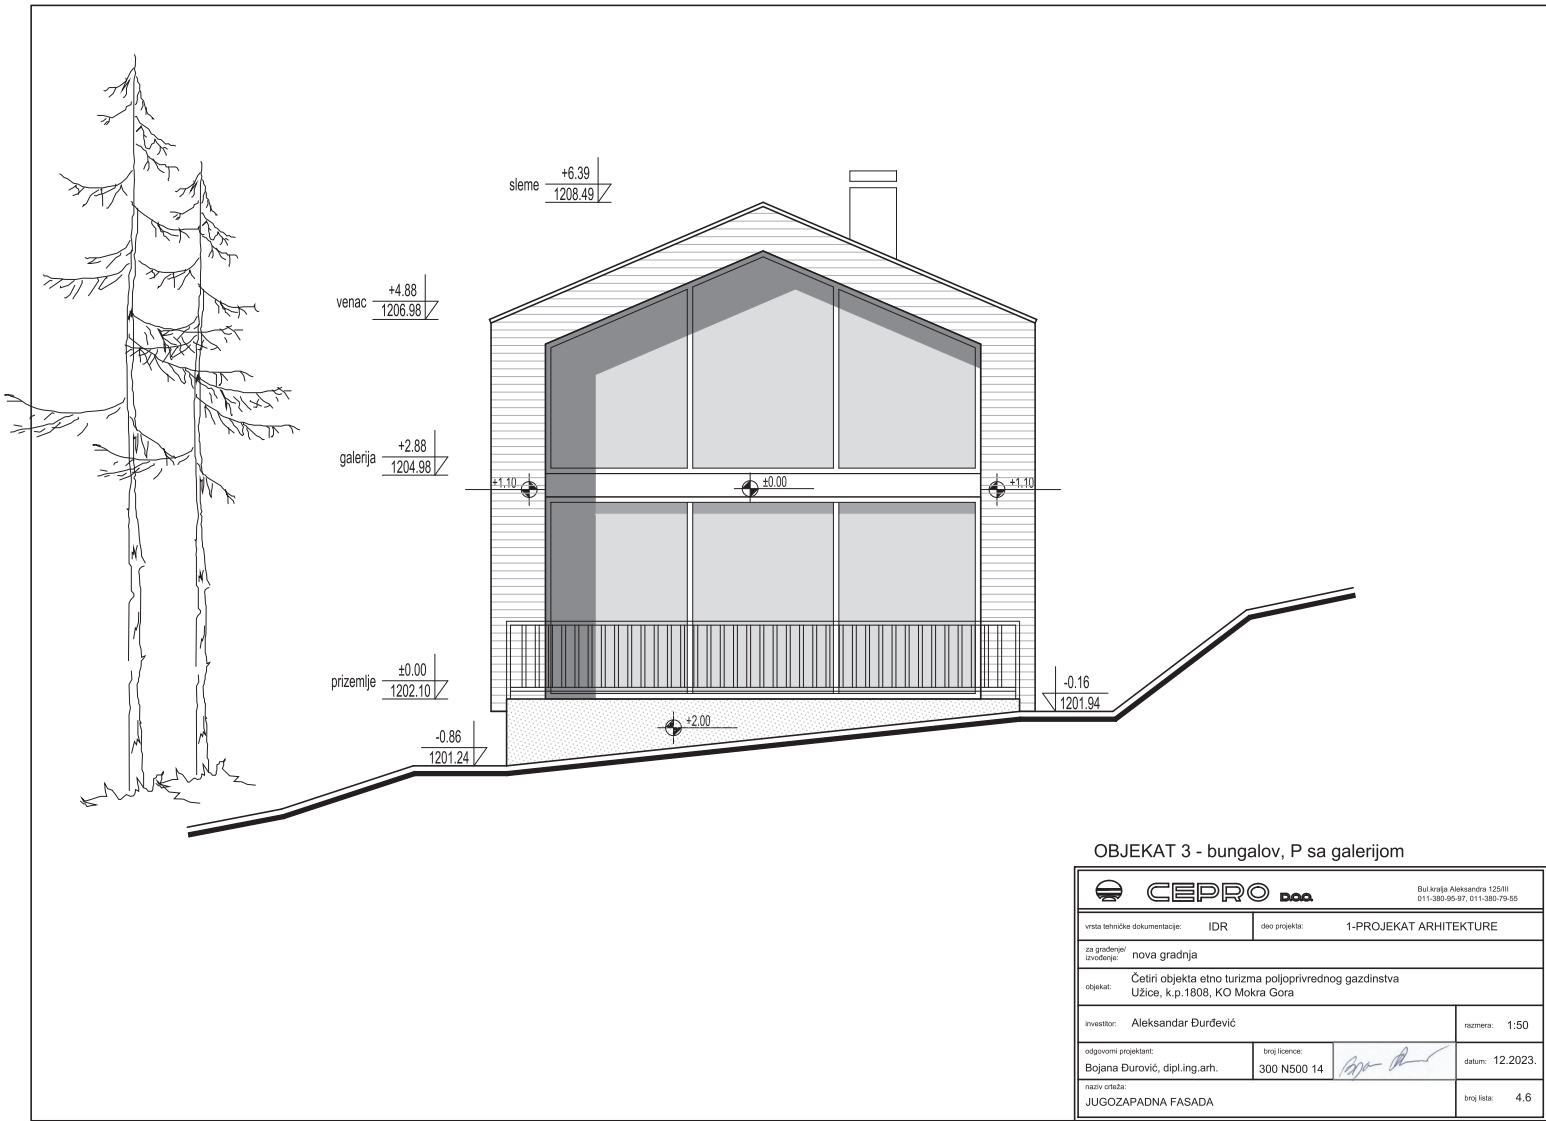 sleme +6.39
1208.49
venac +4.88
1206.98
galerija +2.88
1204.98
+1.10 ±0.00 +1.10
prizemlje ±0.00
1202.10
-0.16
1201.94
+2.00
-0.86
1201.24
OBJEKAT 3 - bungalov, P sa galerijom
CEPRO D.O.O.
Bul.kralja Aleksandra 125/III
011-380-95-97, 011-380-79-55
vrsta tehničke dokumentacije: IDR deo projekta: 1-PROJEKAT ARHITEKTURE
za građenje/
izvođenje: nova gradnja
objekat: Četiri objekta etno turizma poljoprivrednog gazdinstva
Užice, k.p.1808, KO Mokra Gora
investitor: Aleksandar Đurđević razmera: 1:50
odgovorni projektant: broj licence:
Bojana Đurović, dipl.ing.arh. 300 N500 14 datum: 12.2023.
naziv crteža:
JUGOZAPADNA FASADA broj lista: 4.6